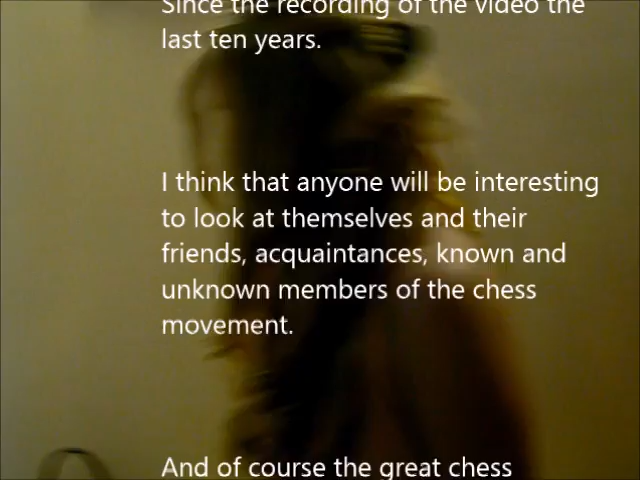 Since the recording of the video the
last ten years.
I think that anyone will be interesting
to look at themselves and their
friends, acquaintances, known and
unknown members of the chess
movement.
And of course the great chess